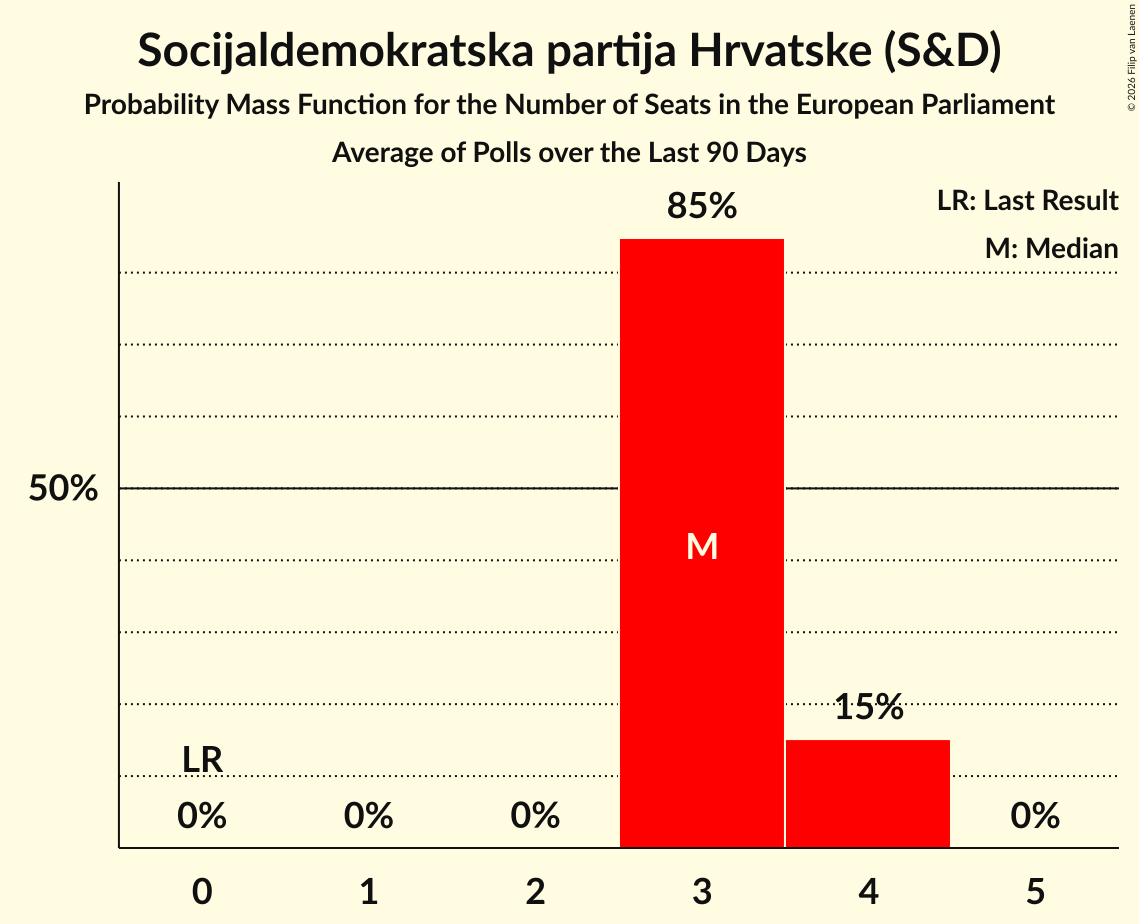 Socijaldemokratska partija Hrvatske (S&D)
Probability Mass Function for the Number of Seats in the European Parliament
Average of Polls over the Last 90 Days
© 2026 Filip van Laenen
LR: Last Result
M: Median
85%
50%
M
15%
LR
0%
0%
0%
0%
0
1
2
3
4
5